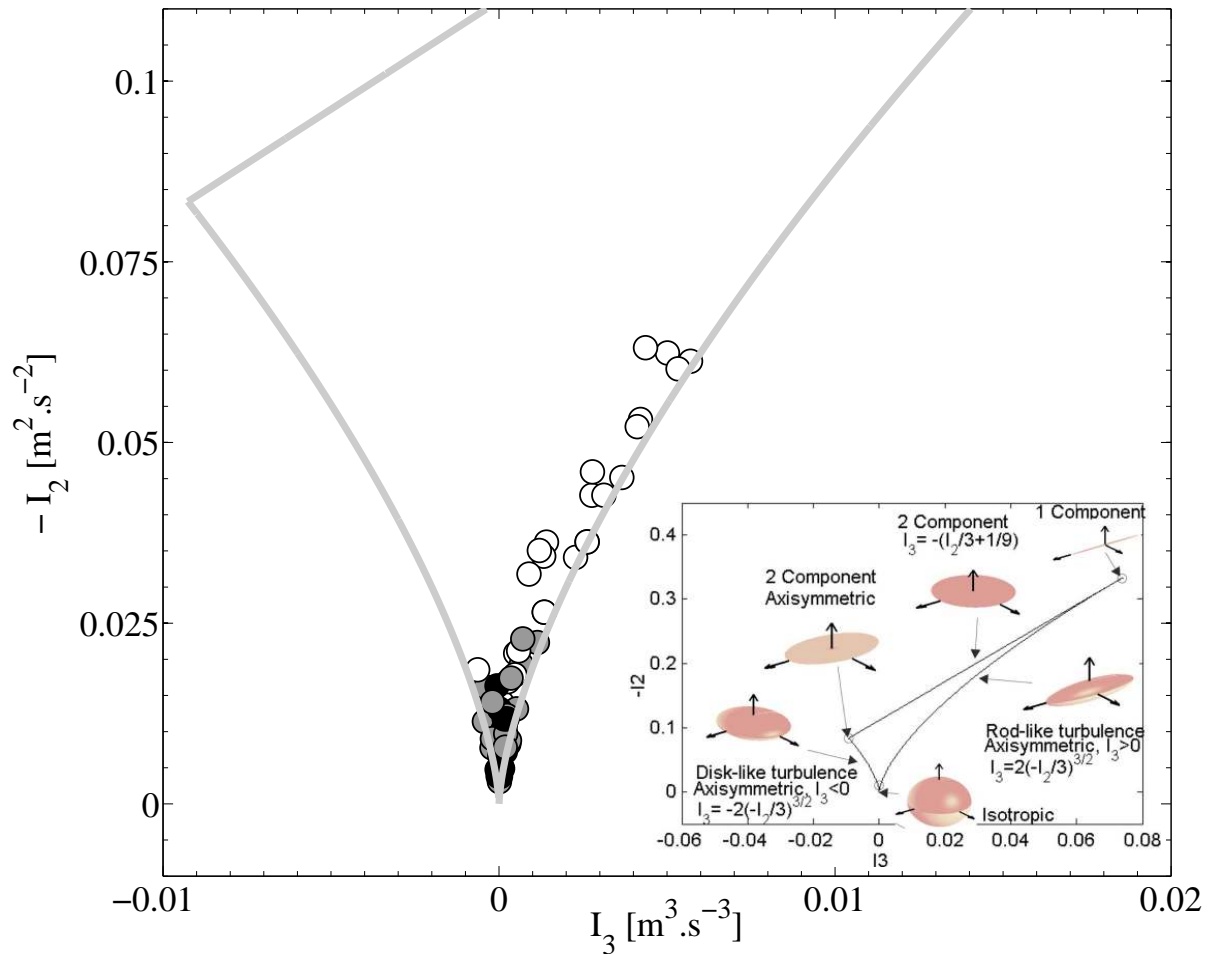 0.1
0.075
0.05
0.025
0
− I₂ [m².s⁻²]
−0.01
0
0.01
0.02
I₃ [m³.s⁻³]
0.4
0.3
0.2
0.1
0
-I2
-0.06
-0.04
-0.02
0
0.02
0.04
0.06
0.08
I3
1 Component
2 Component
I₃= -(I₂/3+1/9)
2 Component
Axisymmetric
Rod-like turbulence
Axisymmetric, I₃>0
I₃=2(-I₂/3)^3/2
Disk-like turbulence
Axisymmetric, I₃<0
I₃= -2(-I₂/3)^3/2
Isotropic